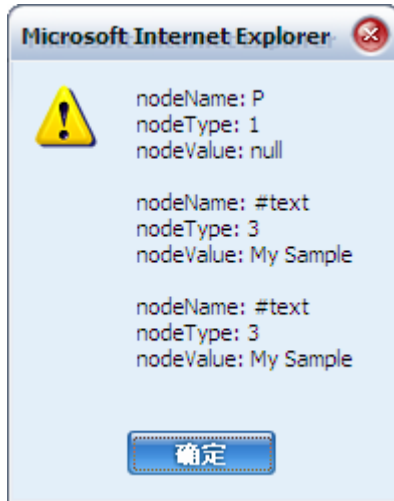 Microsoft Internet Explorer
nodeName: P
nodeType: 1
nodeValue: null
nodeName: #text
nodeType: 3
nodeValue: My Sample
nodeName: #text
nodeType: 3
nodeValue: My Sample
确定